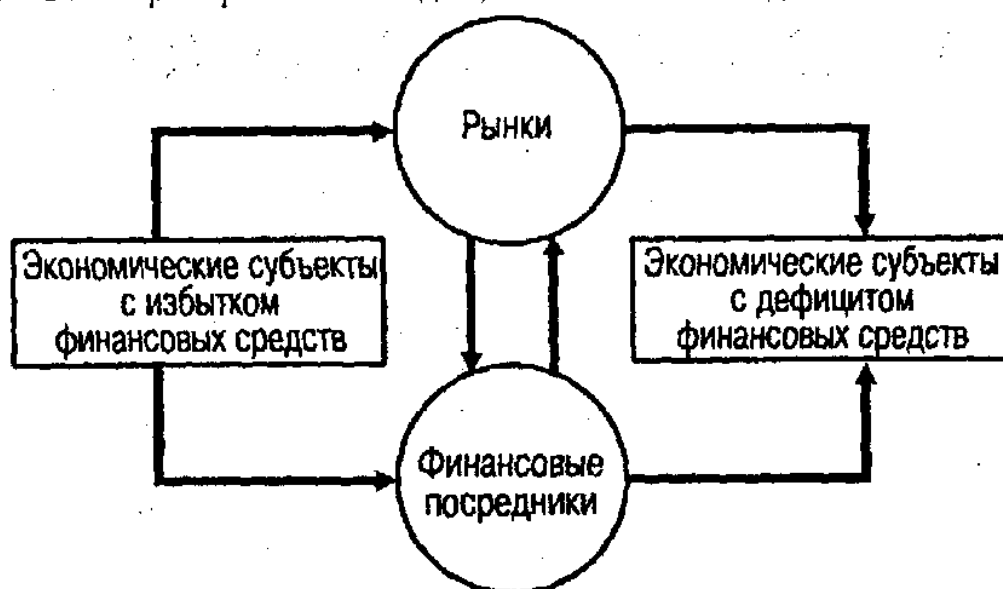 Рынки
Экономические субъекты
с избытком
финансовых средств
Экономические субъекты
с дефицитом
финансовых средств
Финансовые
посредники